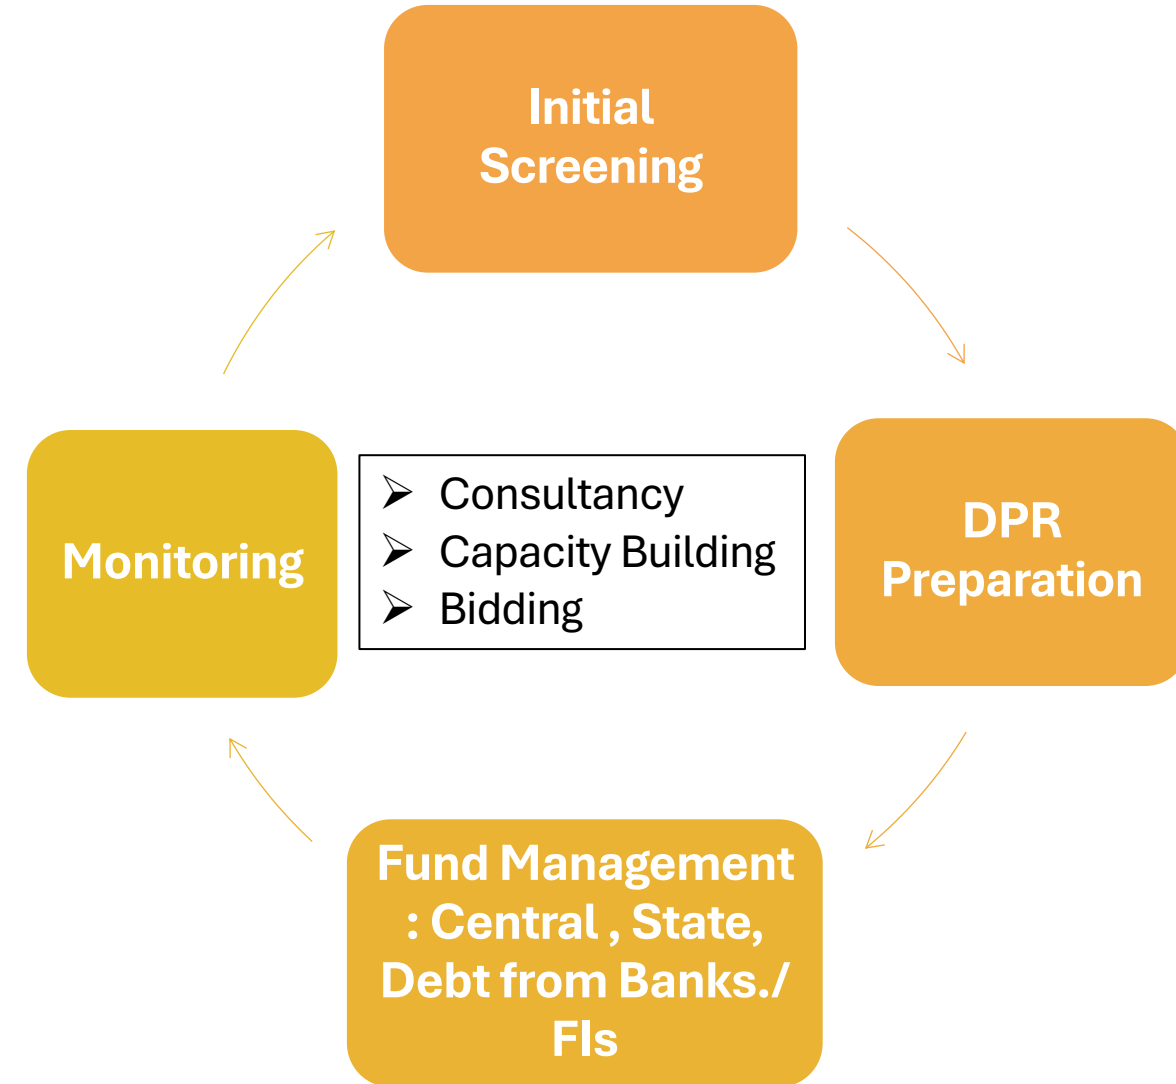 Initial
Screening
DPR
Preparation
Fund Management
: Central , State,
Debt from Banks./
FIs
Monitoring
➢ Consultancy
➢ Capacity Building
➢ Bidding